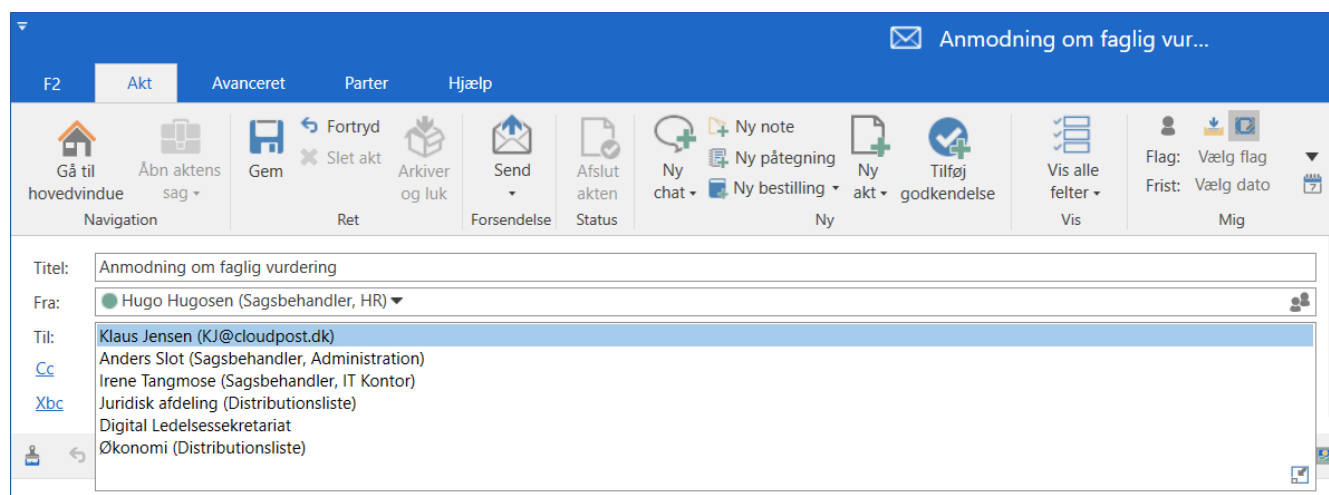 Anmodning om faglig vur...
F2 Akt Avanceret Parter Hjælp
Gå til hovedvindue
Åbn aktens sag
Navigation
Gem
Fortryd
Slet akt
Arkiver og luk
Ret
Send
Forsendelse
Afslut akten
Status
Ny chat
Ny note
Ny påtegning
Ny bestilling
Ny akt
Tilføj godkendelse
Ny
Vis alle felter
Vis
Flag: Vælg flag
Frist: Vælg dato
7
Mig
Titel: Anmodning om faglig vurdering
Fra: Hugo Hugosen (Sagsbehandler, HR)
Til: Klaus Jensen (KJ@cloudpost.dk)
Anders Slot (Sagsbehandler, Administration)
Cc
Irene Tangmose (Sagsbehandler, IT Kontor)
Xbc
Juridisk afdeling (Distributionsliste)
Digital Ledelsessekretariat
Økonomi (Distributionsliste)